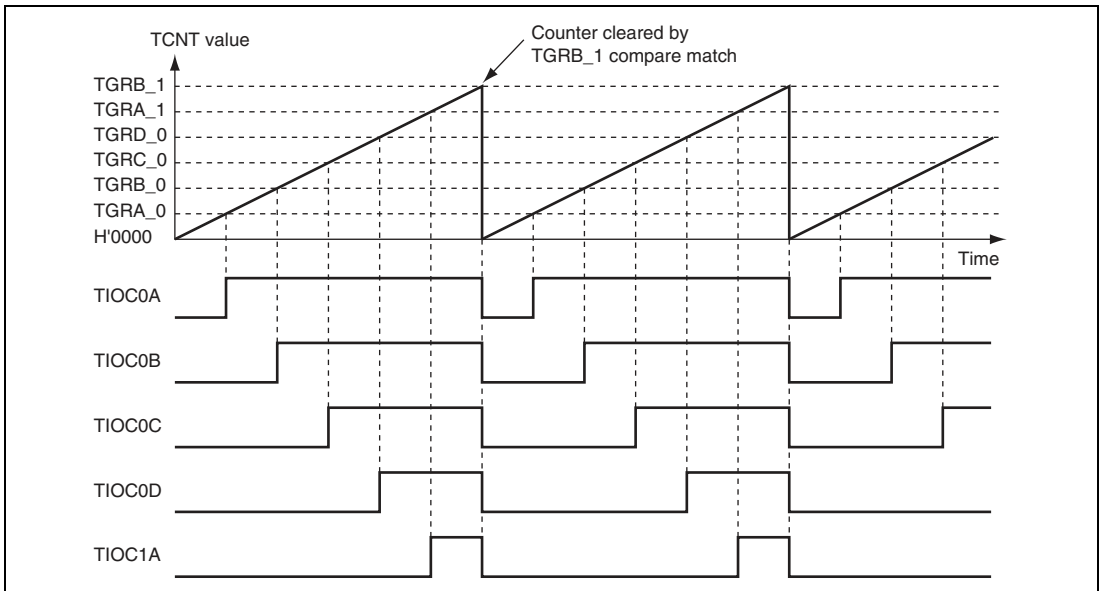 TCNT value
Counter cleared by
TGRB_1 compare match
TGRB_1
TGRA_1
TGRD_0
TGRC_0
TGRB_0
TGRA_0
H'0000
Time
TIOC0A
TIOC0B
TIOC0C
TIOC0D
TIOC1A